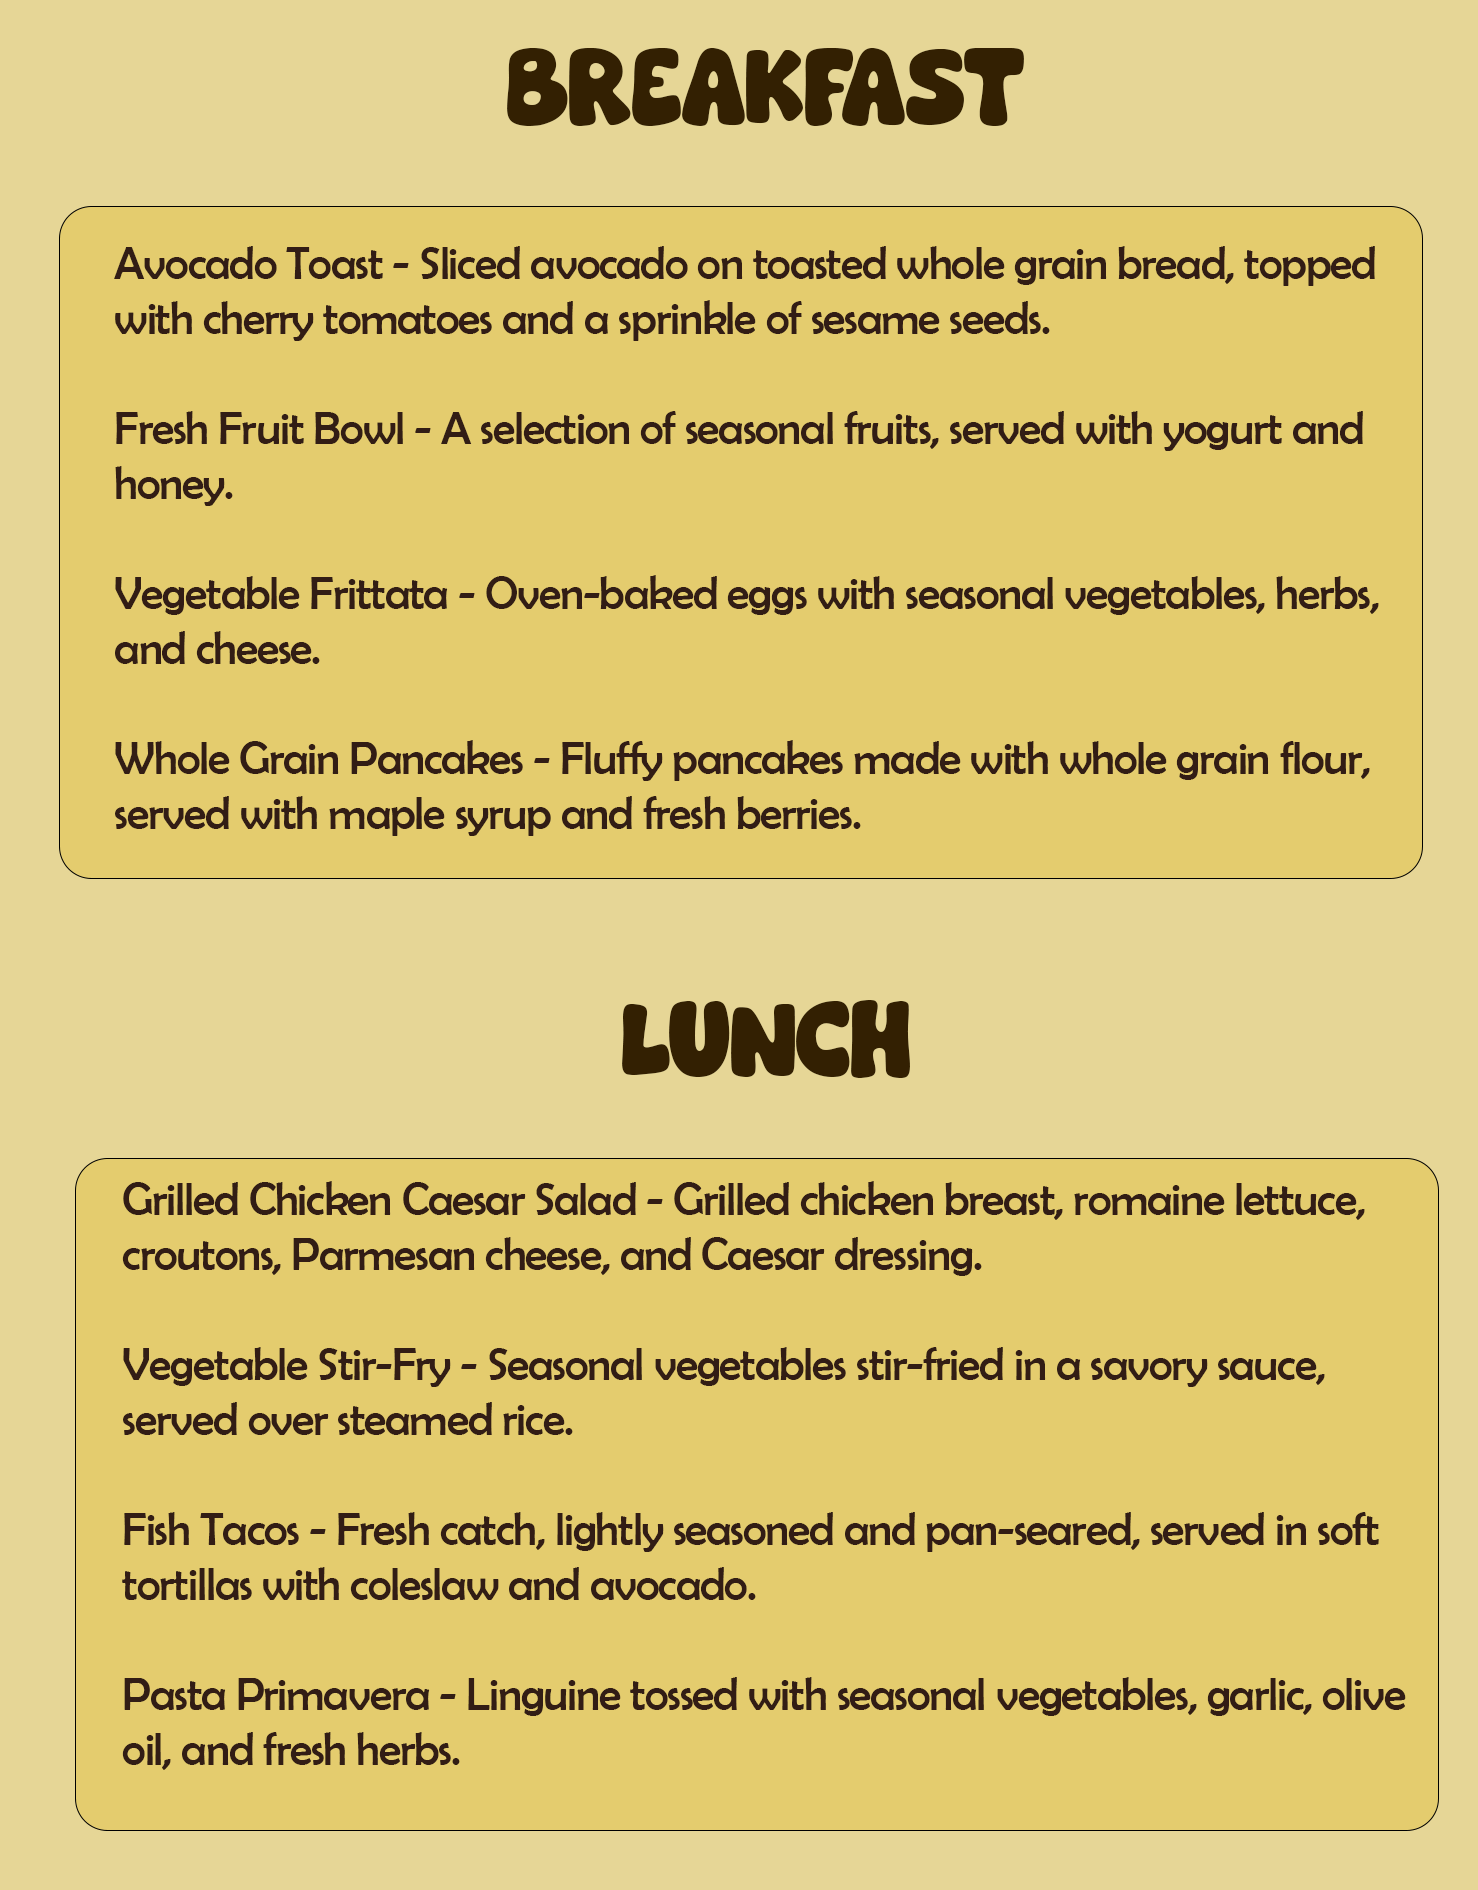 BREAKFAST
Avocado Toast - Sliced avocado on toasted whole grain bread, topped
with cherry tomatoes and a sprinkle of sesame seeds.
Fresh Fruit Bowl - A selection of seasonal fruits, served with yogurt and
honey.
Vegetable Frittata - Oven-baked eggs with seasonal vegetables, herbs,
and cheese.
Whole Grain Pancakes - Fluffy pancakes made with whole grain flour,
served with maple syrup and fresh berries.
LUNCH
Grilled Chicken Caesar Salad - Grilled chicken breast, romaine lettuce,
croutons, Parmesan cheese, and Caesar dressing.
Vegetable Stir-Fry - Seasonal vegetables stir-fried in a savory sauce,
served over steamed rice.
Fish Tacos - Fresh catch, lightly seasoned and pan-seared, served in soft
tortillas with coleslaw and avocado.
Pasta Primavera - Linguine tossed with seasonal vegetables, garlic, olive
oil, and fresh herbs.